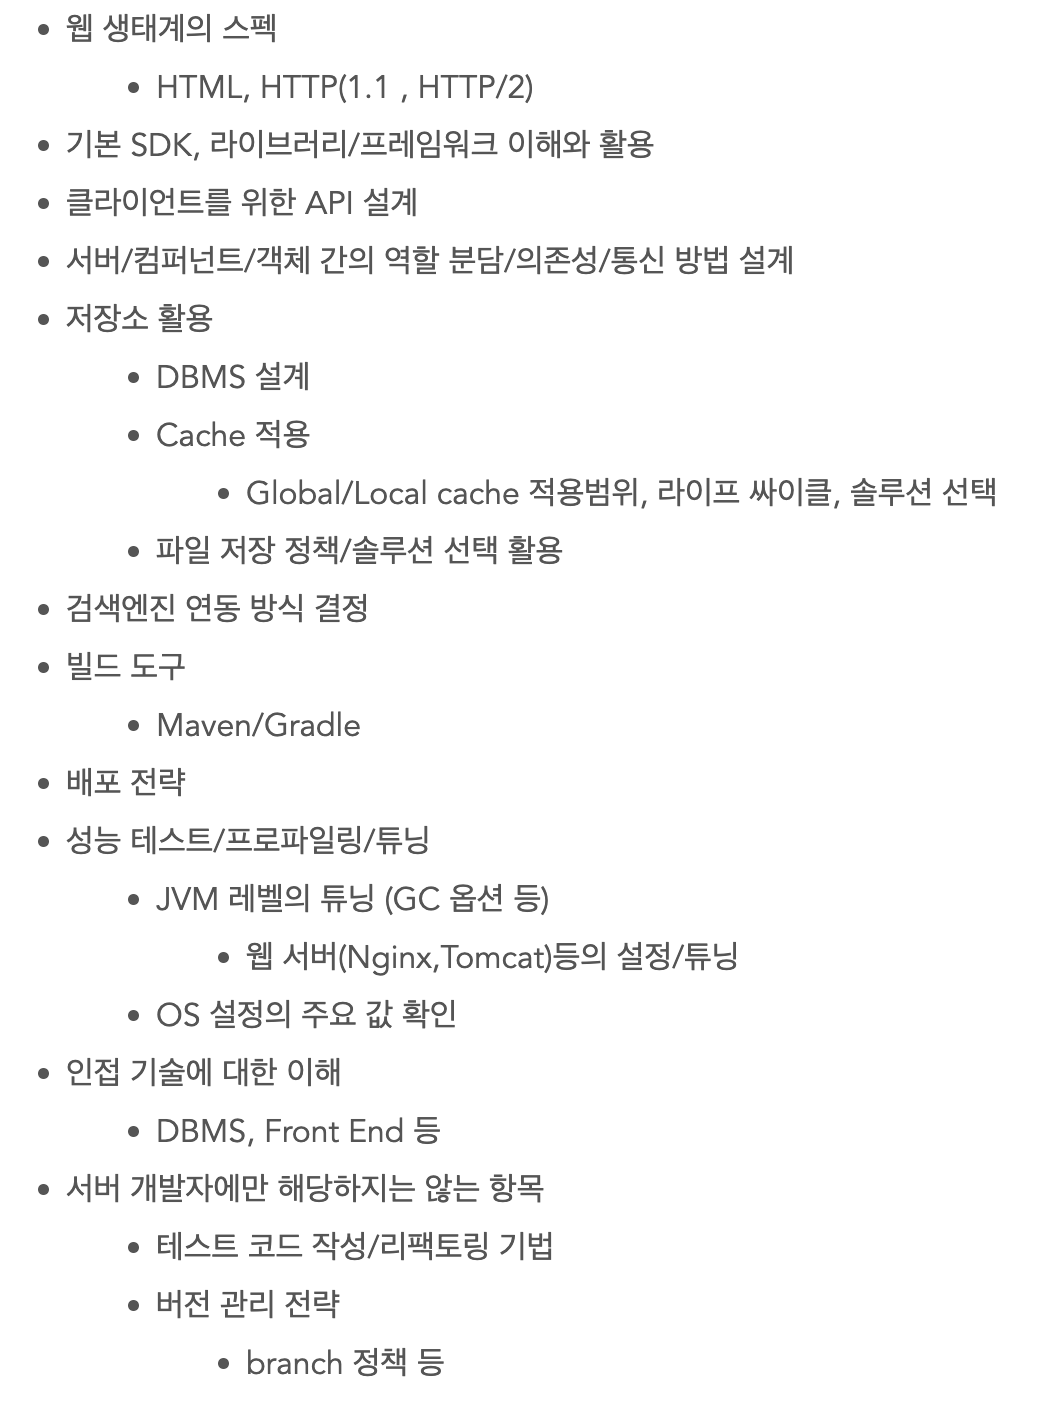 웹 생태계의 스펙
HTML, HTTP(1.1 , HTTP/2)
기본 SDK, 라이브러리/프레임워크 이해와 활용
클라이언트를 위한 API 설계
서버/컴퍼넌트/객체 간의 역할 분담/의존성/통신 방법 설계
저장소 활용
DBMS 설계
Cache 적용
Global/Local cache 적용범위, 라이프 싸이클, 솔루션 선택
파일 저장 정책/솔루션 선택 활용
검색엔진 연동 방식 결정
빌드 도구
Maven/Gradle
배포 전략
성능 테스트/프로파일링/튜닝
JVM 레벨의 튜닝 (GC 옵션 등)
웹 서버(Nginx,Tomcat)등의 설정/튜닝
OS 설정의 주요 값 확인
인접 기술에 대한 이해
DBMS, Front End 등
서버 개발자에만 해당하지는 않는 항목
테스트 코드 작성/리팩토링 기법
버전 관리 전략
branch 정책 등